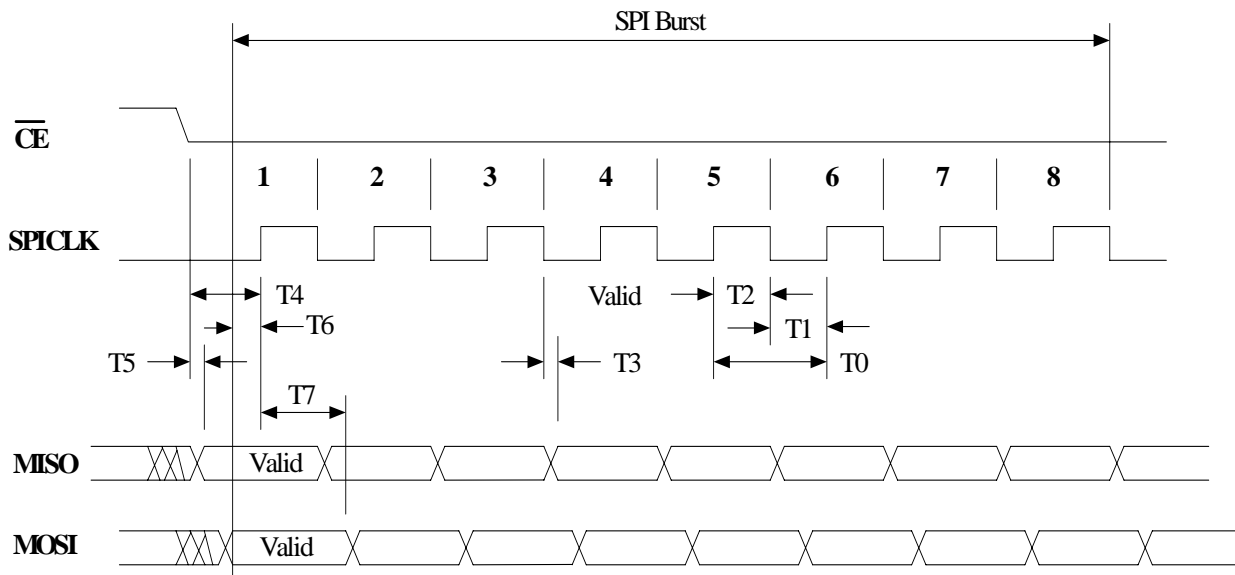 SPI Burst
CE
1 2 3 4 5 6 7 8
SPICLK
T4 Valid T2
T6 T1
T5 T3 T0
T7
MISO Valid
MOSI Valid